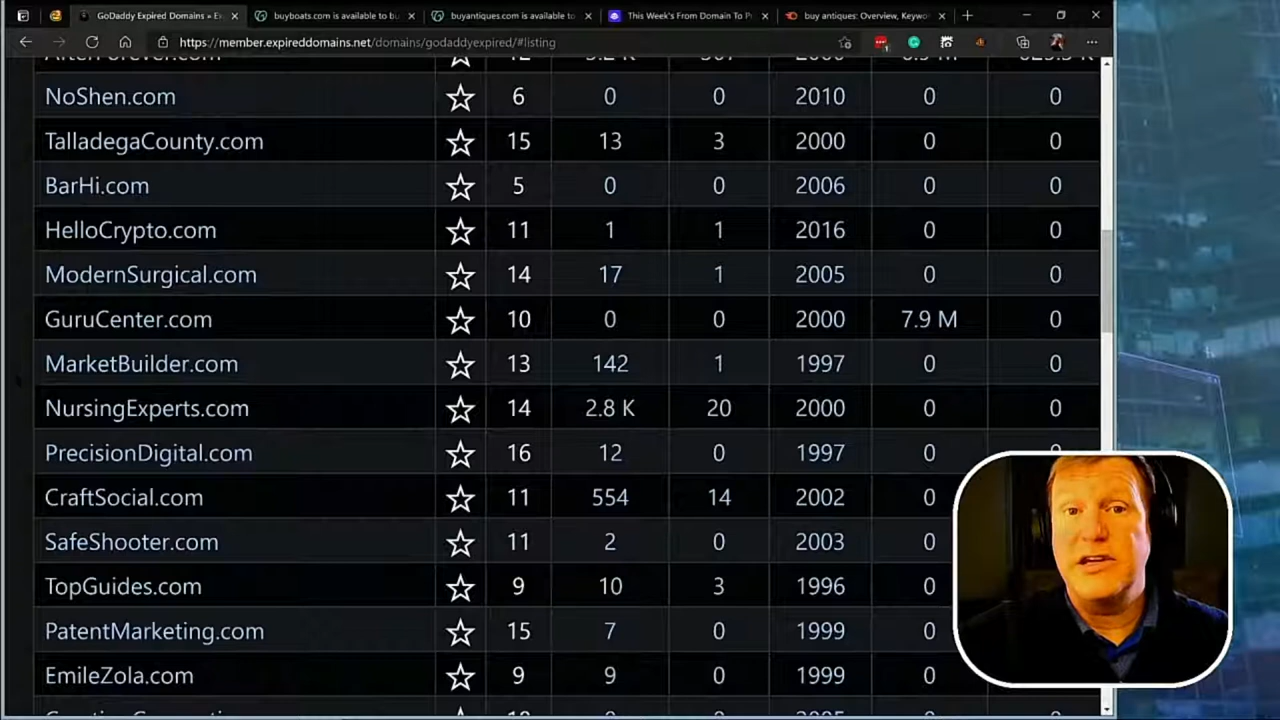 GoDaddy Expired Domains » Ex
buyboats.com is available to bu
buyantiques.com is available to
This Week's From Domain To P
buy antiques: Overview, Keywo
https://member.expireddomains.net/domains/godaddyexpired/#listing
1
NoShen.com 6 0 0 2010 0 0
TalladegaCounty.com 15 13 3 2000 0 0
BarHi.com 5 0 0 2006 0 0
HelloCrypto.com 11 1 1 2016 0 0
ModernSurgical.com 14 17 1 2005 0 0
GuruCenter.com 10 0 0 2000 7.9 M 0
MarketBuilder.com 13 142 1 1997 0 0
NursingExperts.com 14 2.8 K 20 2000 0 0
PrecisionDigital.com 16 12 0 1997 0
CraftSocial.com 11 554 14 2002 0
SafeShooter.com 11 2 0 2003 0
TopGuides.com 9 10 3 1996 0
PatentMarketing.com 15 7 0 1999 0
EmileZola.com 9 9 0 1999 0